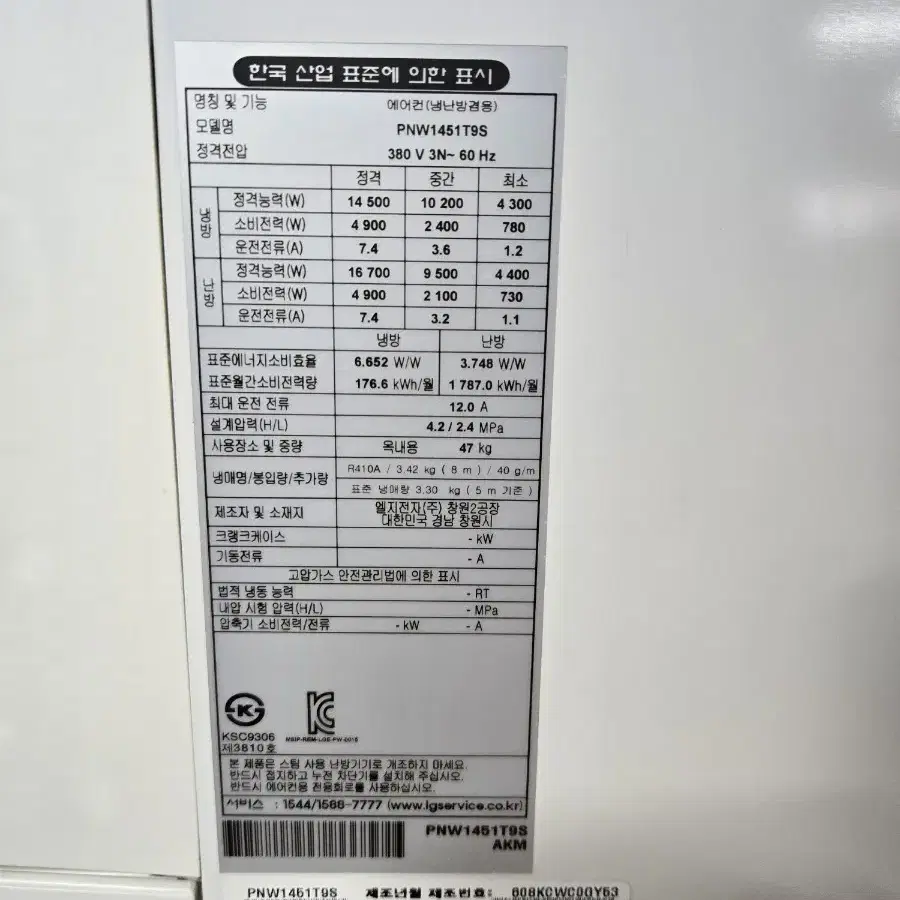 한국 산업 표준에 의한 표시
명칭 및 기능 에어컨(냉난방겸용)
모델명 PNW1451T9S
정격전압 380 V 3N~ 60 Hz
정격 중간 최소
냉방 정격능력(W) 14 500 10 200 4 300
소비전력(W) 4 900 2 400 780
운전전류(A) 7.4 3.6 1.2
난방 정격능력(W) 16 700 9 500 4 400
소비전력(W) 4 900 2 100 730
운전전류(A) 7.4 3.2 1.1
냉방 난방
표준에너지소비효율 6.652 W/W 3.748 W/W
표준월간소비전력량 176.6 kWh/월 1 787.0 kWh/월
최대 운전 전류 12.0 A
설계압력(H/L) 4.2 / 2.4 MPa
사용장소 및 중량 옥내용 47 kg
냉매명/봉입량/추가량 R410A / 3.42 kg ( 8 m ) / 40 g/m
표준 냉매량 3.30 kg ( 5 m 기준 )
제조자 및 소재지 엘지전자(주) 창원2공장
대한민국 경남 창원시
크랭크케이스 - kW
기동전류 - A
고압가스 안전관리법에 의한 표시
법적 냉동 능력 - RT
내압 시험 압력(H/L) - MPa
압축기 소비전력/전류 - kW - A
KSC9306
제3810호
MSIP-REM-LGE-PW-0015
본 제품은 스팀 사용 난방기기로 개조하지 마세요.
반드시 접지하고 누전 차단기를 설치해 주십시오.
반드시 에어컨용 전용회로를 사용하십시오.
서비스 : 1544/1588-7777 (www.lgservice.co.kr)
PNW1451T9S
AKM
PNW1451T9S 제조년월 제조번호: 608KCWC00Y53